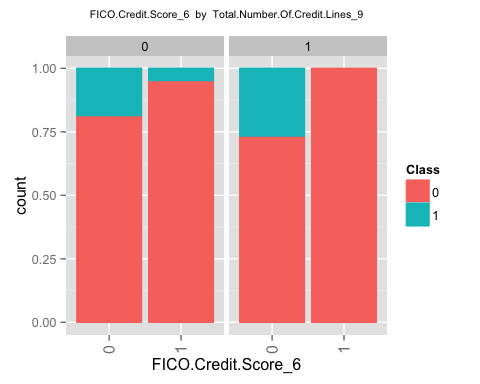 FICO.Credit.Score_6 by Total.Number.Of.Credit.Lines_9
0 1
1.00
0.75
0.50
0.25
0.00
count
0 1 0 1
FICO.Credit.Score_6
Class
0
1